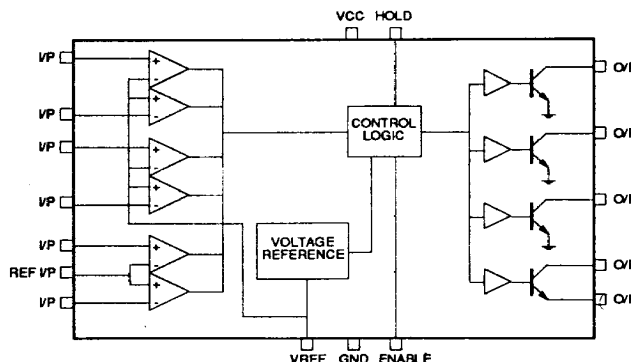 VCC HOLD
I/P
I/P
I/P
I/P
I/P
REF I/P
I/P
+
-
+
-
+
-
+
-
+
-
+
-
CONTROL
LOGIC
VOLTAGE
REFERENCE
O/P
O/P
O/P
O/P
O/P
VREF GND ENABLE